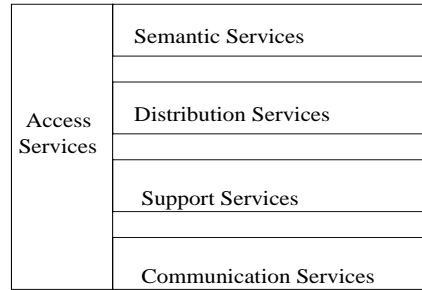 Semantic Services
Distribution Services
Access
Services
Support Services
Communication Services